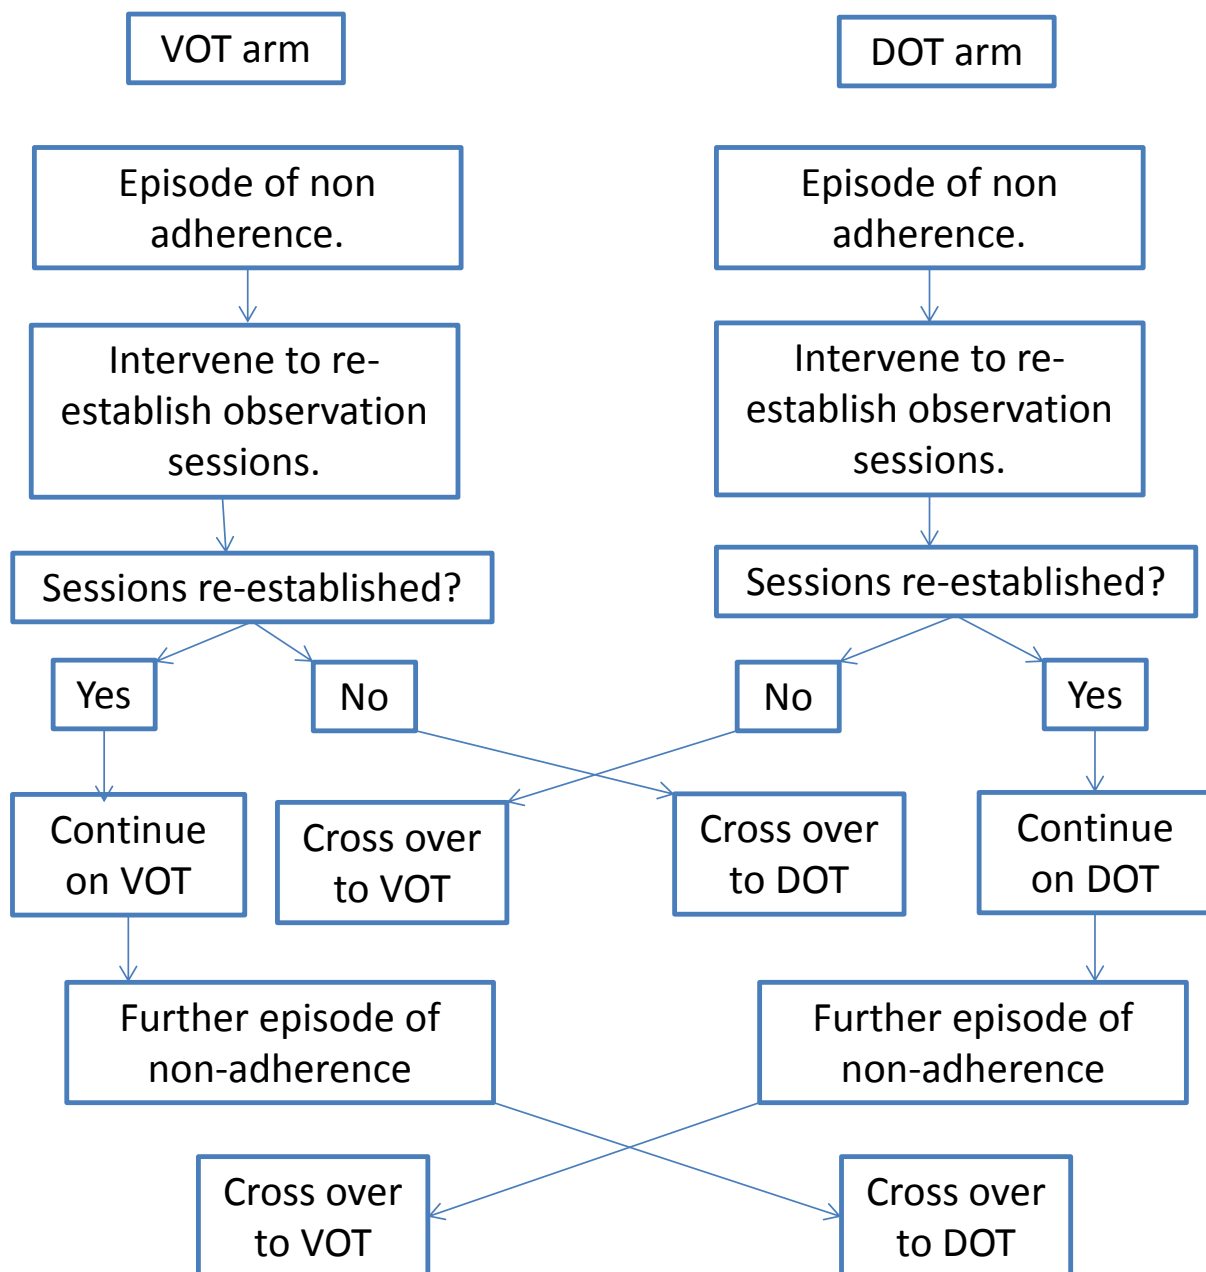 VOT arm
DOT arm
Episode of non
adherence.
Episode of non
adherence.
Intervene to re-
establish observation
sessions.
Intervene to re-
establish observation
sessions.
Sessions re-established?
Sessions re-established?
Yes
No
No
Yes
Continue
on VOT
Cross over
to VOT
Cross over
to DOT
Continue
on DOT
Further episode of
non-adherence
Further episode of
non-adherence
Cross over
to VOT
Cross over
to DOT